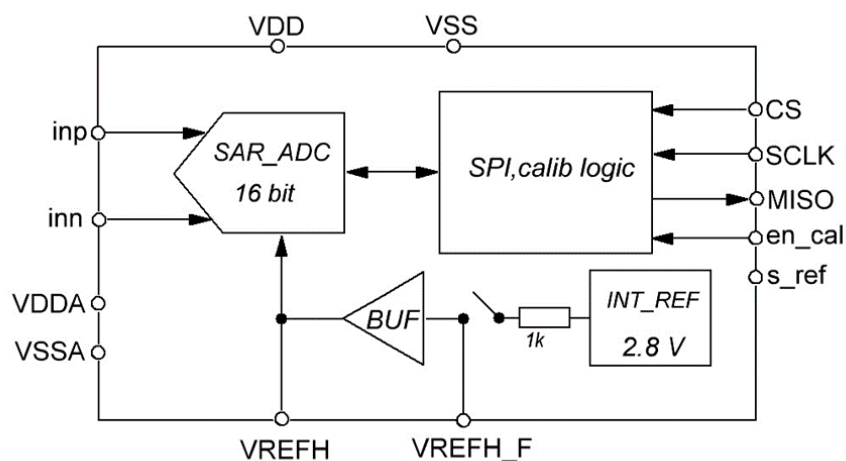 VDD
VSS
inp
inn
VDDA
VSSA
SAR_ADC
16 bit
SPI,calib logic
CS
SCLK
MISO
en_cal
s_ref
BUF
1k
INT_REF
2.8 V
VREFH
VREFH_F